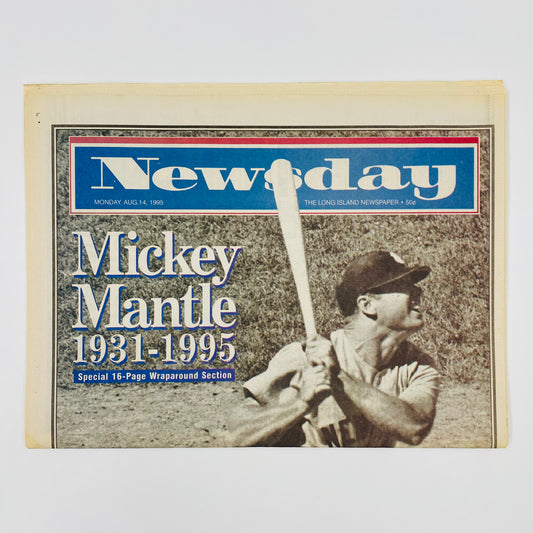 Newsday
MONDAY, AUG. 14, 1995
THE LONG ISLAND NEWSPAPER • 50¢
Mickey
Mantle
1931-1995
Special 16-Page Wraparound Section